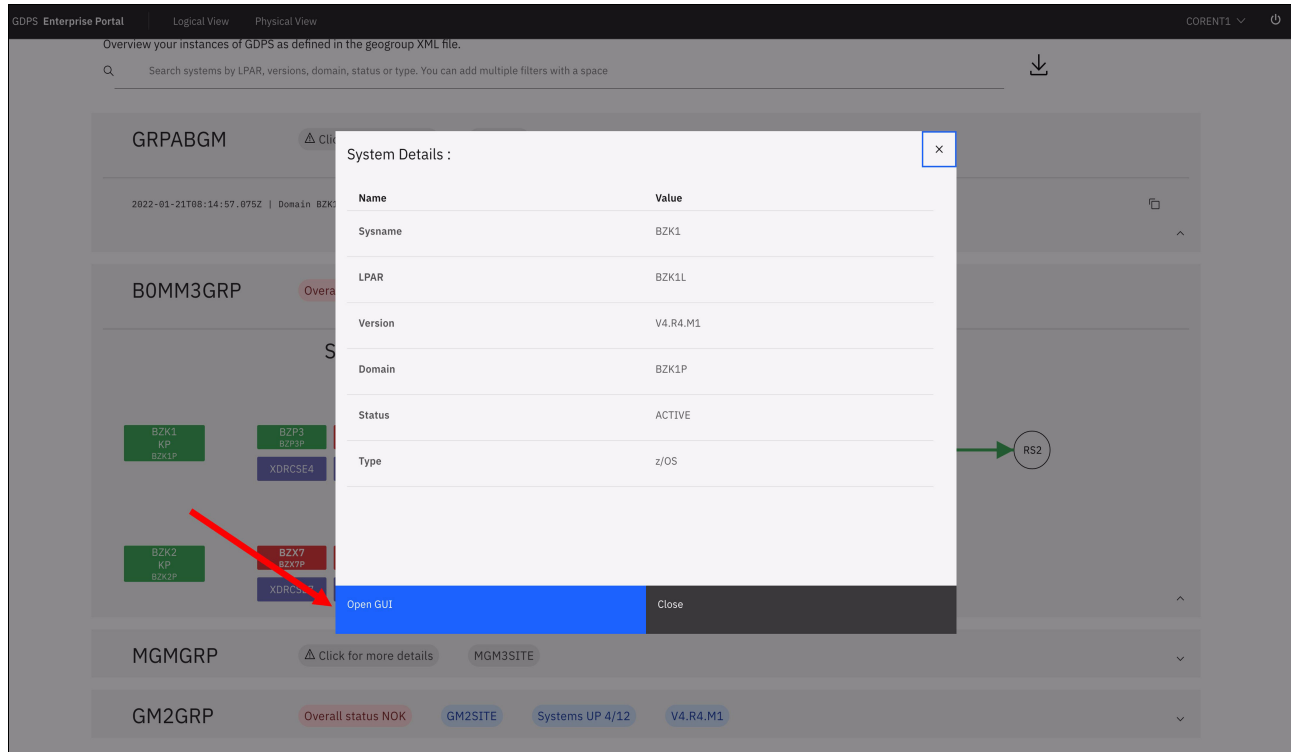 GDPS Enterprise Portal Logical View Physical View CORENT1
Overview your instances of GDPS as defined in the geogroup XML file.
Search systems by LPAR, versions, domain, status or type. You can add multiple filters with a space
GRPABGM
System Details :
2022-01-21T08:14:57.075Z | Domain
Name Value
Sysname BZK1
LPAR BZK1L
Version V4.R4.M1
Domain BZK1P
Status ACTIVE
Type z/OS
Open GUI Close
B0MM3GRP
BZK1
KP
BZK1P
BZP3
BZP3P
XDRCSE4
RS2
BZK2
KP
BZK2P
BZX7
BZX7P
MGMGRP Click for more details MGM3SITE
GM2GRP Overall status NOK GM2SITE Systems UP 4/12 V4.R4.M1